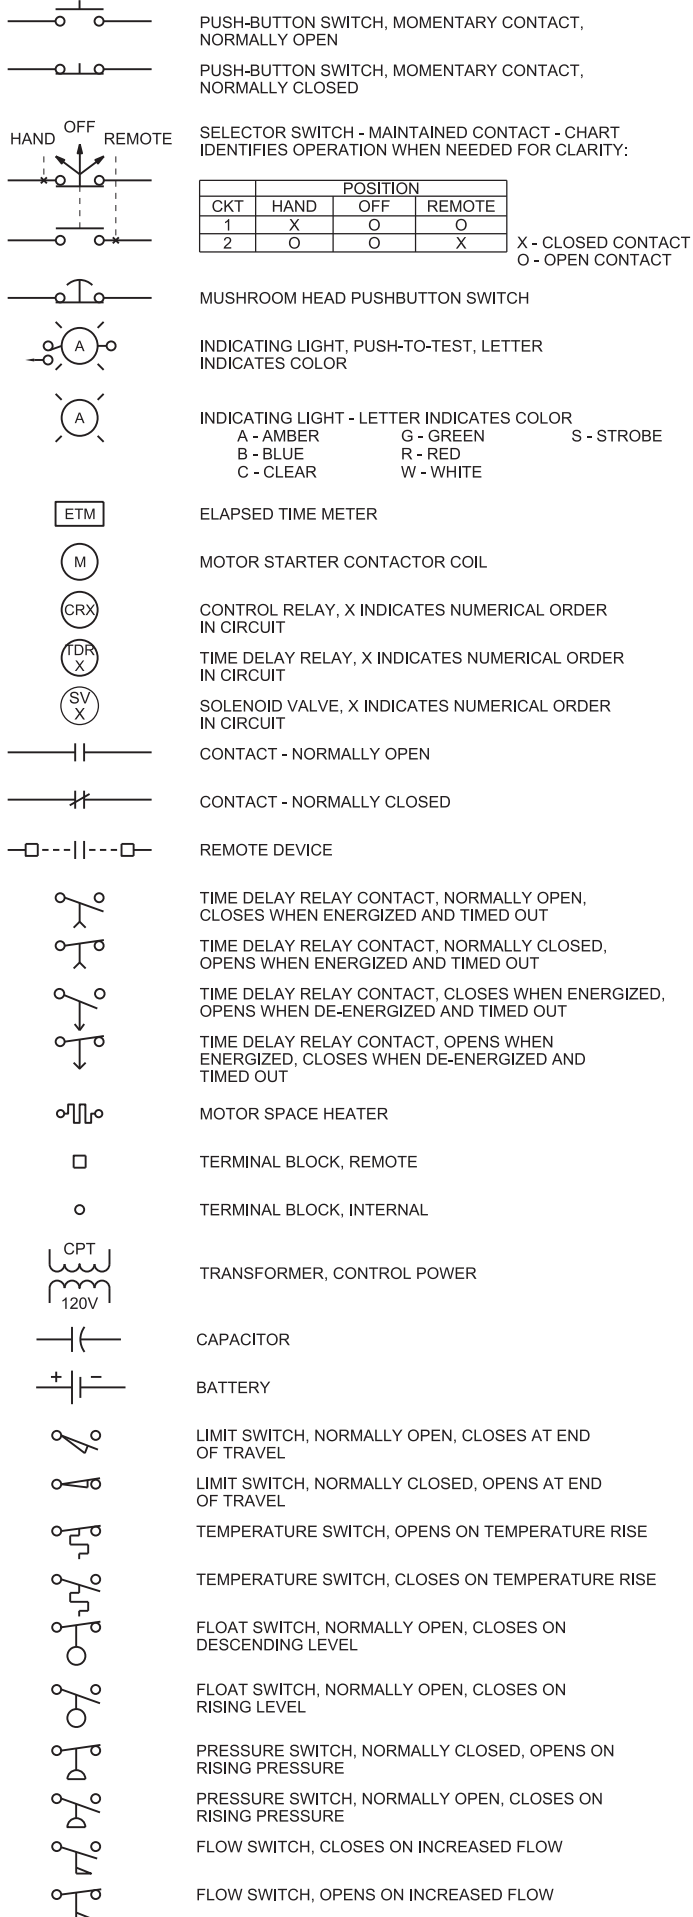 PUSH-BUTTON SWITCH, MOMENTARY CONTACT,
NORMALLY OPEN
PUSH-BUTTON SWITCH, MOMENTARY CONTACT,
NORMALLY CLOSED
HAND
OFF
REMOTE
SELECTOR SWITCH - MAINTAINED CONTACT - CHART
IDENTIFIES OPERATION WHEN NEEDED FOR CLARITY:
POSITION
CKT HAND OFF REMOTE
1 X O O
2 O O X
X - CLOSED CONTACT
O - OPEN CONTACT
MUSHROOM HEAD PUSHBUTTON SWITCH
A
INDICATING LIGHT, PUSH-TO-TEST, LETTER
INDICATES COLOR
A
INDICATING LIGHT - LETTER INDICATES COLOR
A - AMBER G - GREEN S - STROBE
B - BLUE R - RED
C - CLEAR W - WHITE
ETM
ELAPSED TIME METER
M
MOTOR STARTER CONTACTOR COIL
CRX
CONTROL RELAY, X INDICATES NUMERICAL ORDER
IN CIRCUIT
TDR
X
TIME DELAY RELAY, X INDICATES NUMERICAL ORDER
IN CIRCUIT
SV
X
SOLENOID VALVE, X INDICATES NUMERICAL ORDER
IN CIRCUIT
CONTACT - NORMALLY OPEN
CONTACT - NORMALLY CLOSED
REMOTE DEVICE
TIME DELAY RELAY CONTACT, NORMALLY OPEN,
CLOSES WHEN ENERGIZED AND TIMED OUT
TIME DELAY RELAY CONTACT, NORMALLY CLOSED,
OPENS WHEN ENERGIZED AND TIMED OUT
TIME DELAY RELAY CONTACT, CLOSES WHEN ENERGIZED,
OPENS WHEN DE-ENERGIZED AND TIMED OUT
TIME DELAY RELAY CONTACT, OPENS WHEN
ENERGIZED, CLOSES WHEN DE-ENERGIZED AND
TIMED OUT
MOTOR SPACE HEATER
TERMINAL BLOCK, REMOTE
TERMINAL BLOCK, INTERNAL
CPT
120V
TRANSFORMER, CONTROL POWER
CAPACITOR
+ -
BATTERY
LIMIT SWITCH, NORMALLY OPEN, CLOSES AT END
OF TRAVEL
LIMIT SWITCH, NORMALLY CLOSED, OPENS AT END
OF TRAVEL
TEMPERATURE SWITCH, OPENS ON TEMPERATURE RISE
TEMPERATURE SWITCH, CLOSES ON TEMPERATURE RISE
FLOAT SWITCH, NORMALLY OPEN, CLOSES ON
DESCENDING LEVEL
FLOAT SWITCH, NORMALLY OPEN, CLOSES ON
RISING LEVEL
PRESSURE SWITCH, NORMALLY CLOSED, OPENS ON
RISING PRESSURE
PRESSURE SWITCH, NORMALLY OPEN, CLOSES ON
RISING PRESSURE
FLOW SWITCH, CLOSES ON INCREASED FLOW
FLOW SWITCH, OPENS ON INCREASED FLOW